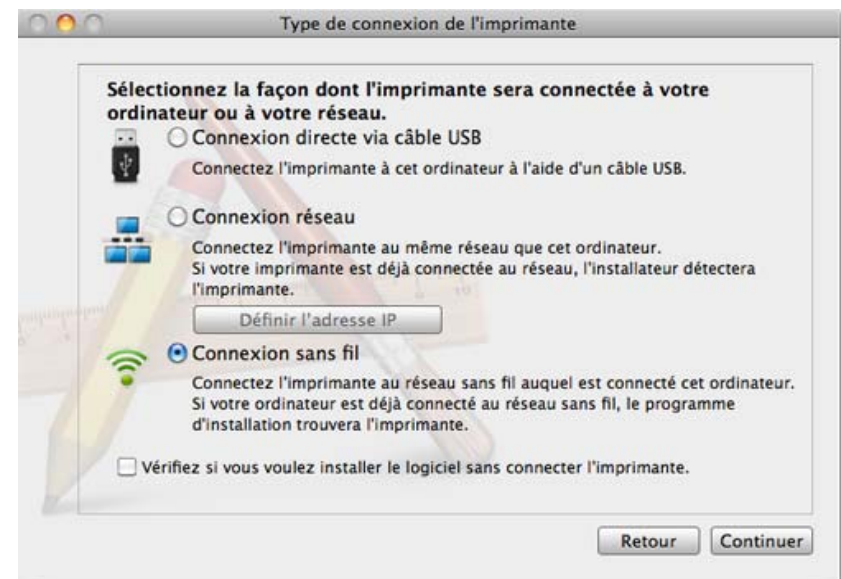 Type de connexion de l'imprimante
Sélectionnez la façon dont l'imprimante sera connectée à votre
ordinateur ou à votre réseau.
Connexion directe via câble USB
Connectez l'imprimante à cet ordinateur à l'aide d'un câble USB.
Connexion réseau
Connectez l'imprimante au même réseau que cet ordinateur.
Si votre imprimante est déjà connectée au réseau, l'installateur détectera
l'imprimante.
Définir l'adresse IP
Connexion sans fil
Connectez l'imprimante au réseau sans fil auquel est connecté cet ordinateur.
Si votre ordinateur est déjà connecté au réseau sans fil, le programme
d'installation trouvera l'imprimante.
Vérifiez si vous voulez installer le logiciel sans connecter l'imprimante.
Retour Continuer